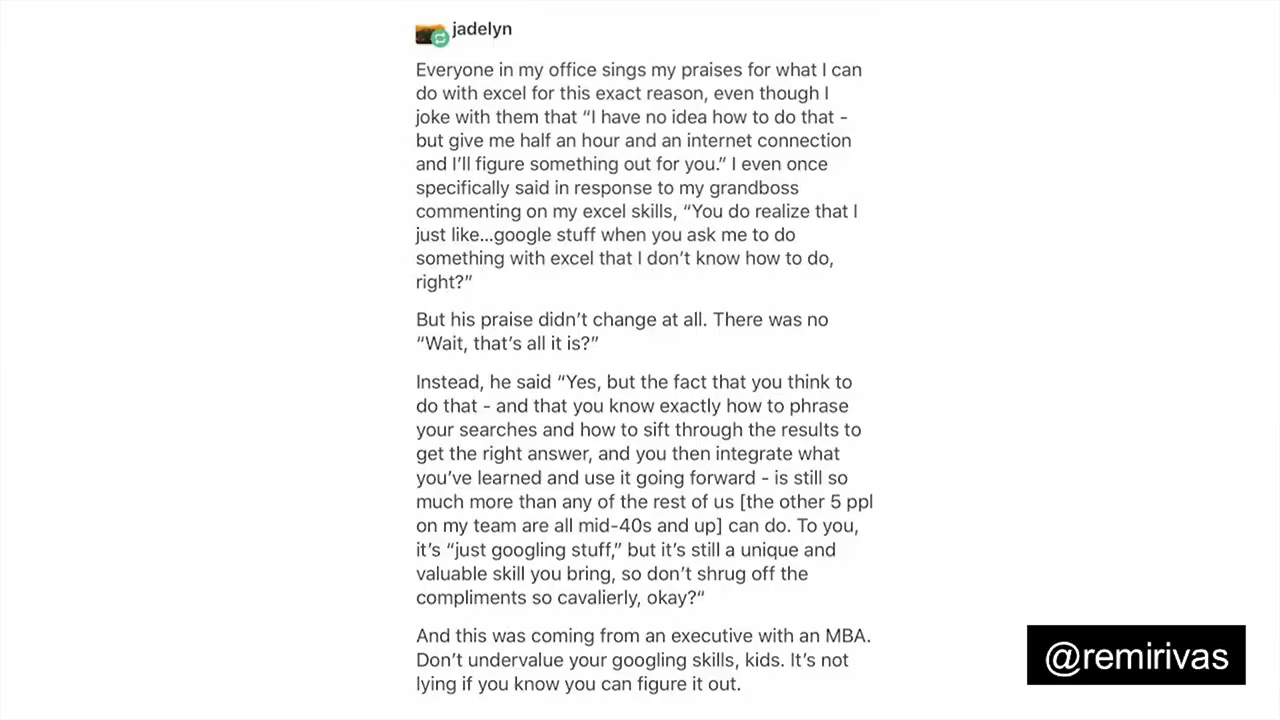 jadelyn
Everyone in my office sings my praises for what I can
do with excel for this exact reason, even though I
joke with them that “I have no idea how to do that -
but give me half an hour and an internet connection
and I’ll figure something out for you.” I even once
specifically said in response to my grandboss
commenting on my excel skills, “You do realize that I
just like...google stuff when you ask me to do
something with excel that I don’t know how to do,
right?”
But his praise didn’t change at all. There was no
“Wait, that’s all it is?”
Instead, he said “Yes, but the fact that you think to
do that - and that you know exactly how to phrase
your searches and how to sift through the results to
get the right answer, and you then integrate what
you’ve learned and use it going forward - is still so
much more than any of the rest of us [the other 5 ppl
on my team are all mid-40s and up] can do. To you,
it’s “just googling stuff,” but it’s still a unique and
valuable skill you bring, so don’t shrug off the
compliments so cavalierly, okay?“
And this was coming from an executive with an MBA.
Don’t undervalue your googling skills, kids. It’s not
lying if you know you can figure it out.
@remirivas